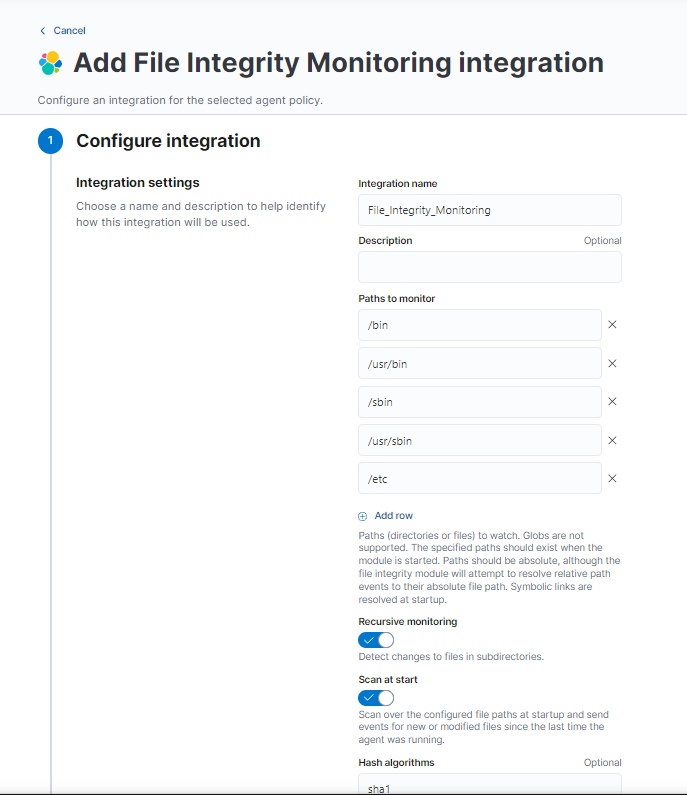 Cancel
Add File Integrity Monitoring integration
Configure an integration for the selected agent policy.
1
Configure integration
Integration settings
Choose a name and description to help identify
how this integration will be used.
Integration name
File_Integrity_Monitoring
Description Optional
Paths to monitor
/bin
/usr/bin
/sbin
/usr/sbin
/etc
Add row
Paths (directories or files) to watch. Globs are not
supported. The specified paths should exist when the
module is started. Paths should be absolute, although the
file integrity module will attempt to resolve relative path
events to their absolute file path. Symbolic links are
resolved at startup.
Recursive monitoring
Detect changes to files in subdirectories.
Scan at start
Scan over the configured file paths at startup and send
events for new or modified files since the last time the
agent was running.
Hash algorithms Optional
sha1